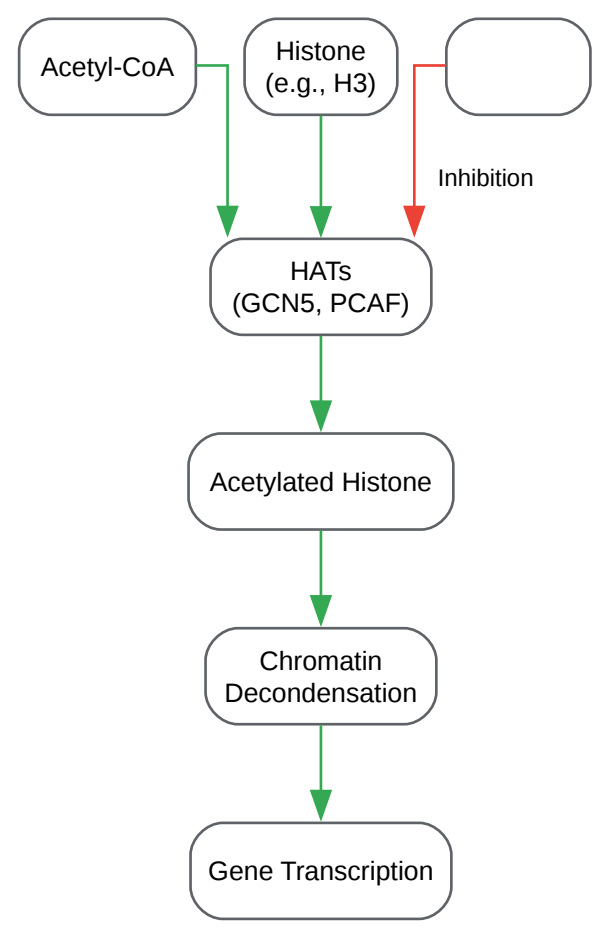 Acetyl-CoA
Histone
(e.g., H3)
Inhibition
HATs
(GCN5, PCAF)
Acetylated Histone
Chromatin
Decondensation
Gene Transcription